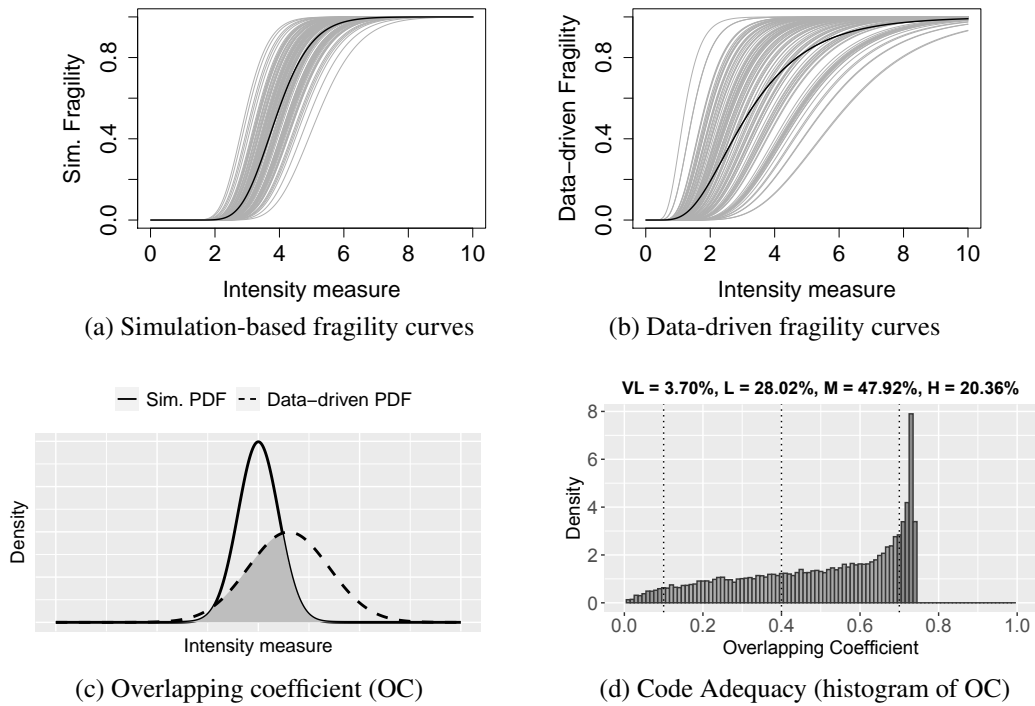 Sim. Fragility
0.0 0.4 0.8
0 2 4 6 8 10
Intensity measure
(a) Simulation-based fragility curves
Data−driven Fragility
0.0 0.4 0.8
0 2 4 6 8 10
Intensity measure
(b) Data-driven fragility curves
Sim. PDF Data−driven PDF
Density
Intensity measure
(c) Overlapping coefficient (OC)
VL = 3.70%, L = 28.02%, M = 47.92%, H = 20.36%
Density
8
6
4
2
0
0.0 0.2 0.4 0.6 0.8 1.0
Overlapping Coefficient
(d) Code Adequacy (histogram of OC)